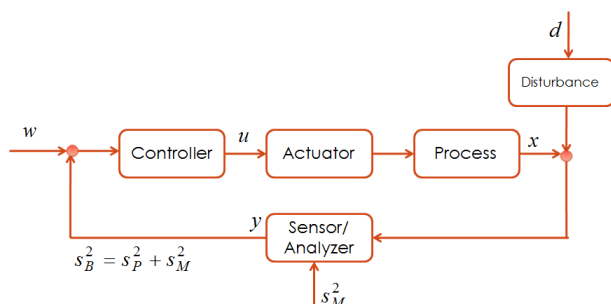 d
Disturbance
w
Controller
u
Actuator
Process
x
y
Sensor/
Analyzer
s_B^2 = s_P^2 + s_M^2
s_M^2